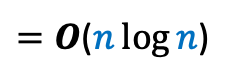 = O(n log n)